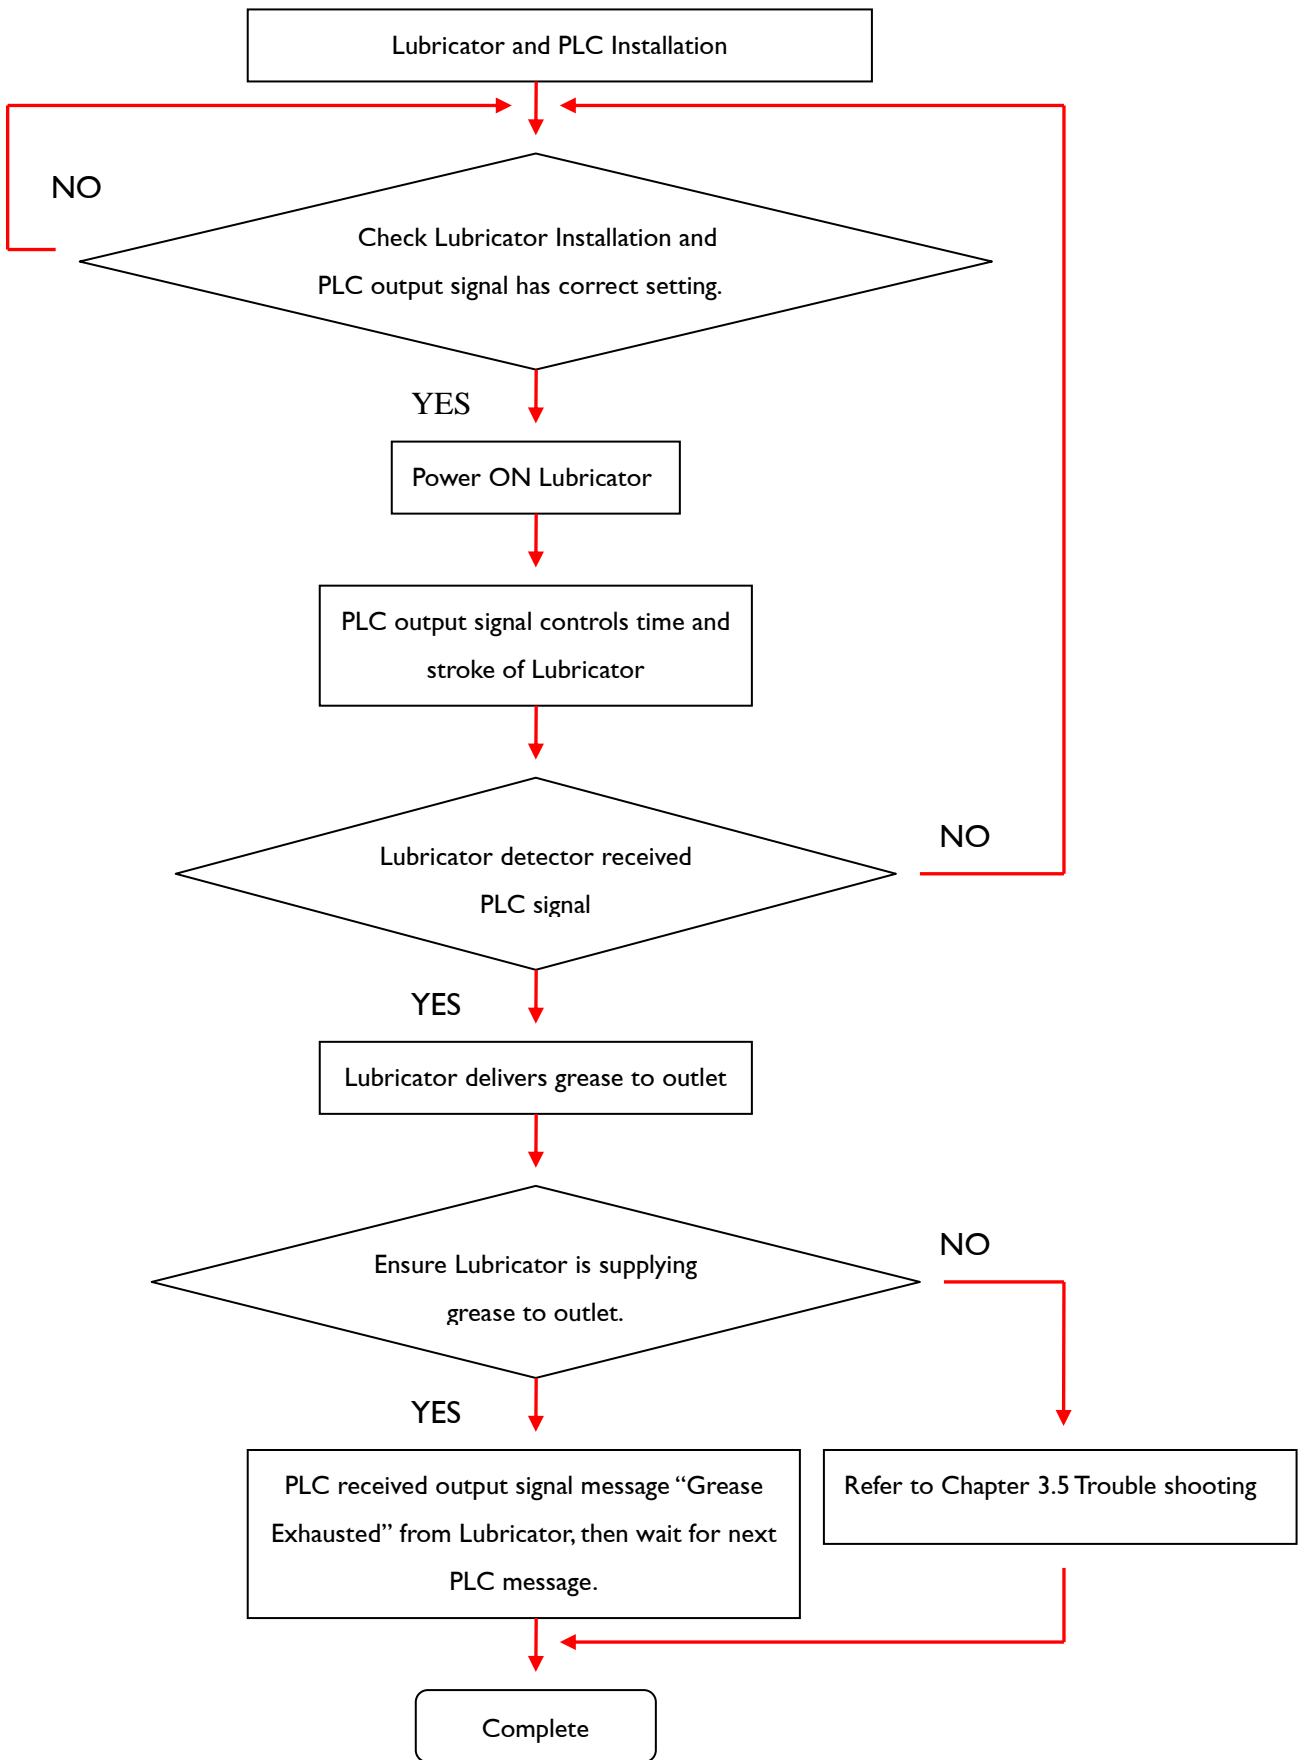 Lubricator and PLC Installation
NO
Check Lubricator Installation and
PLC output signal has correct setting.
YES
Power ON Lubricator
PLC output signal controls time and
stroke of Lubricator
NO
Lubricator detector received
PLC signal
YES
Lubricator delivers grease to outlet
NO
Ensure Lubricator is supplying
grease to outlet.
YES
PLC received output signal message “Grease
Exhausted” from Lubricator, then wait for next
PLC message.
Refer to Chapter 3.5 Trouble shooting
Complete